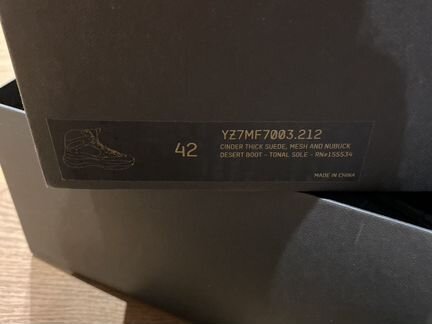 42
YZ7MF7003.212
CINDER THICK SUEDE, MESH AND NUBUCK
DESERT BOOT - TONAL SOLE - RN#155534
MADE IN CHINA